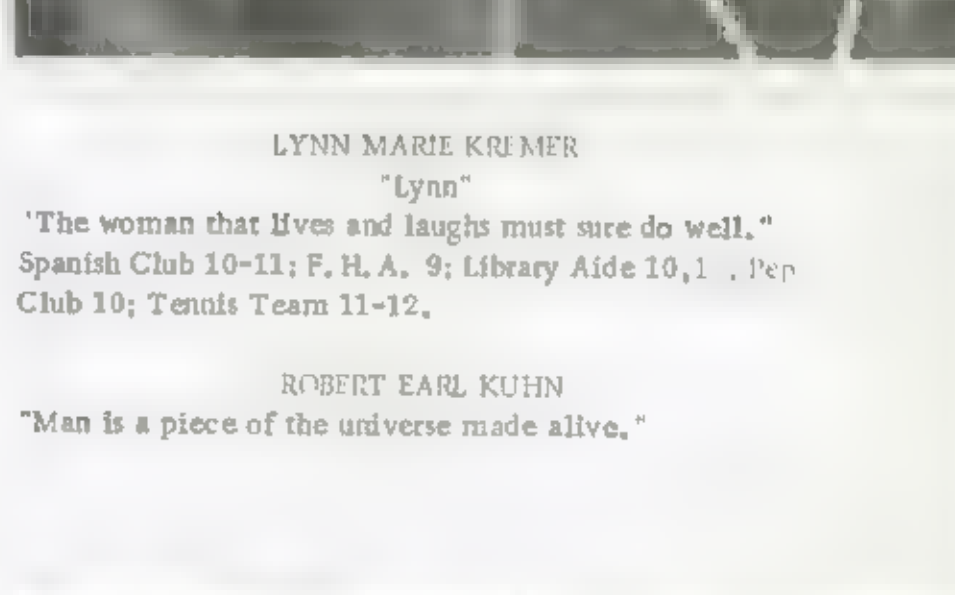 LYNN MARIE KREMER
"Lynn"
'The woman that lives and laughs must sure do well."
Spanish Club 10-11; F. H. A. 9; Library Aide 10, Pep
Club 10; Tennis Team 11-12.
ROBERT EARL KUHN
"Man is a piece of the universe made alive."